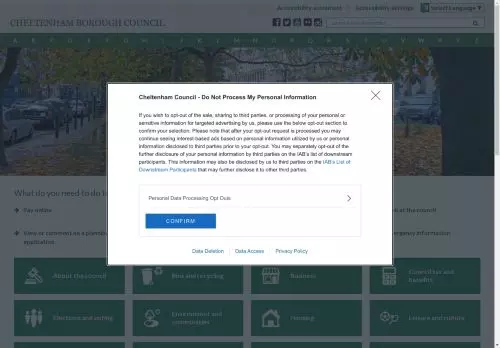 Accessibility statement
Accessibility settings
Select Language
CHELTENHAM BOROUGH COUNCIL
Cheltenham Council - Do Not Process My Personal Information
If you wish to opt-out of the sale, sharing to third parties, or processing of your personal or
sensitive information for targeted advertising by us, please use the below opt-out section to
confirm your selection. Please note that after your opt-out request is processed you may
continue seeing interest-based ads based on personal information utilized by us or personal
information disclosed to third parties prior to your opt-out. You may separately opt-out of the
further disclosure of your personal information by third parties on the IAB's list of downstream
participants. This information may also be disclosed by us to third parties on the IAB's List of
Downstream Participants that may further disclose it to other third parties.
Personal Data Processing Opt Outs
CONFIRM
Data Deletion
Data Access
Privacy Policy
What do you need to do t
Pay online
at the council
View or comment on a plannin
ergency information
application
About the council
Bins and recycling
Business
Council tax and
benefits
Elections and voting
Environment and
communities
Housing
Leisure and culture